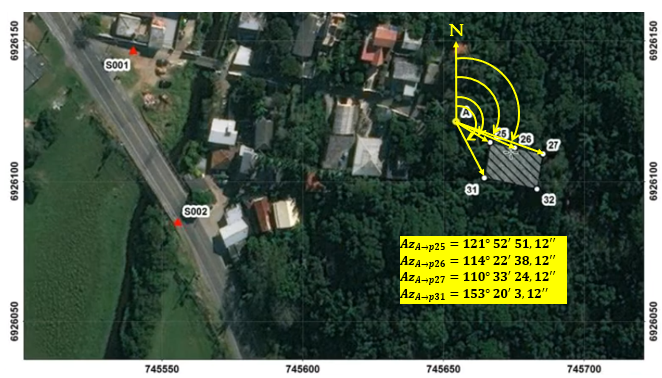 N
6926150
6926150
S001
A
25
26
27
6926100
6926100
31
32
S002
Az_{A→p25} = 121° 52′ 51,12′′
Az_{A→p26} = 114° 22′ 38,12′′
Az_{A→p27} = 110° 33′ 24,12′′
Az_{A→p31} = 153° 20′ 3,12′′
6926050
6926050
745550
745600
745650
745700